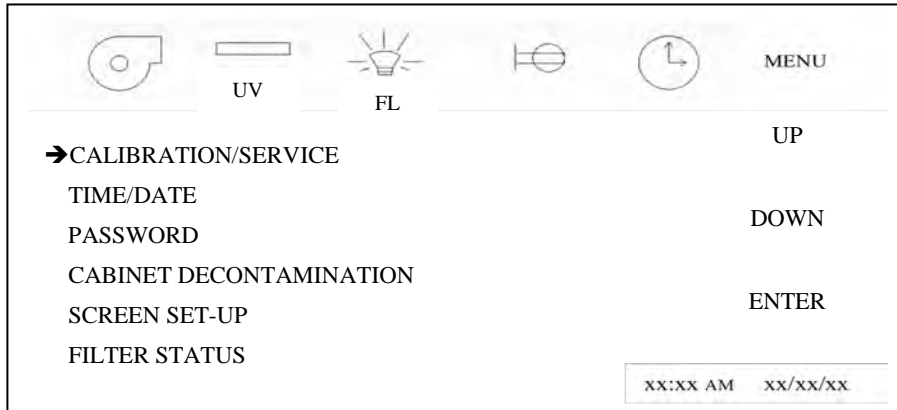 MENU
UV
FL
UP
➔CALIBRATION/SERVICE
TIME/DATE
DOWN
PASSWORD
CABINET DECONTAMINATION
ENTER
SCREEN SET-UP
FILTER STATUS
xx:xx AM xx/xx/xx